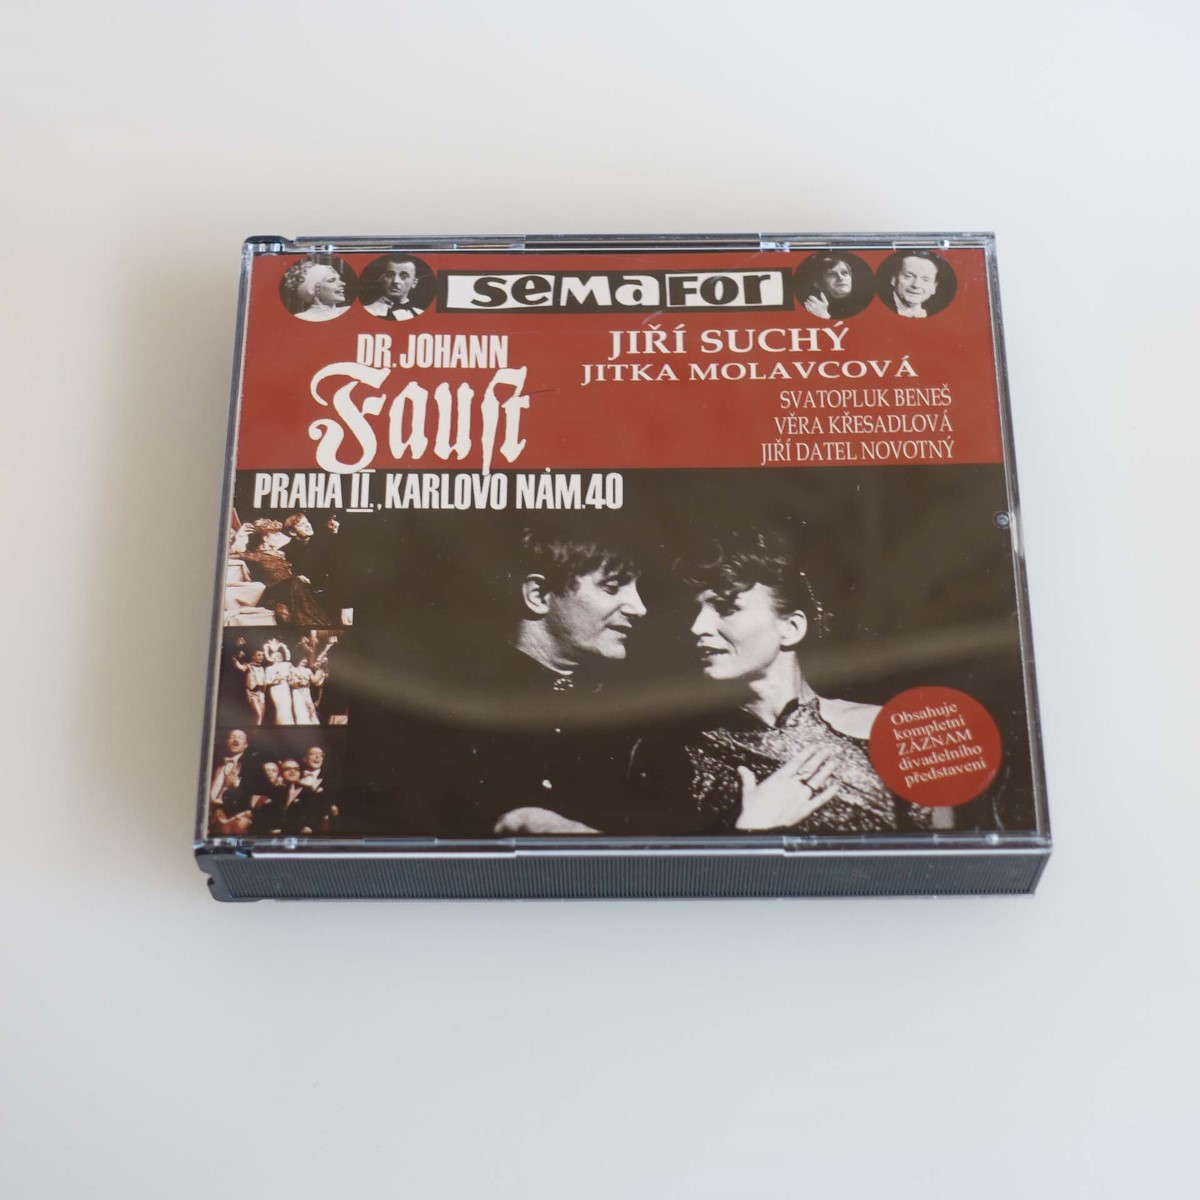 semafor
DR. JOHANN
Faust
PRAHA II., KARLOVO NÁM. 40
JIŘÍ SUCHÝ
JITKA MOLAVCOVÁ
SVATOPLUK BENEŠ
VĚRA KŘESADLOVÁ
JIŘÍ DATEL NOVOTNÝ
Obsahuje
kompletní
ZÁZNAM
divadelního
představení